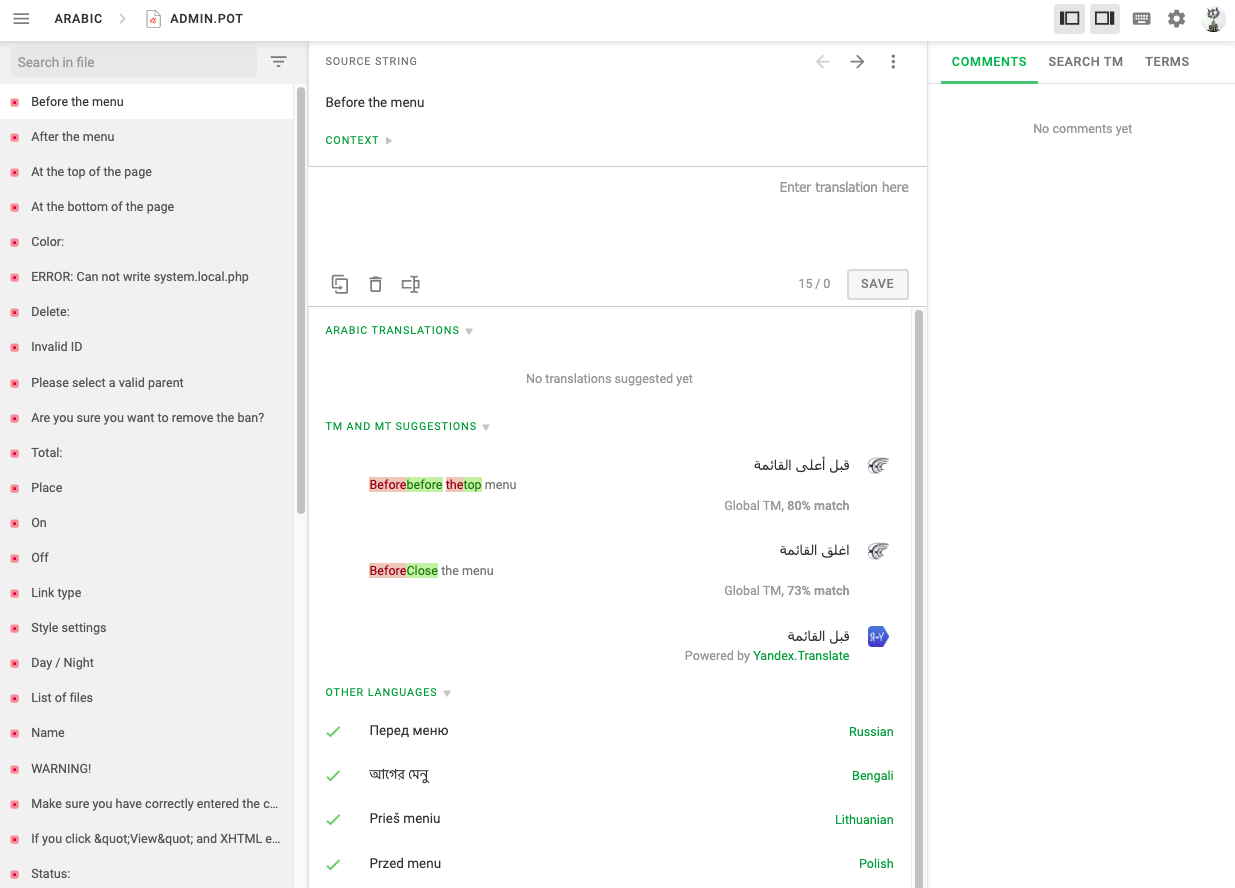 ARABIC
ADMIN.POT
Search in file
Before the menu
After the menu
At the top of the page
At the bottom of the page
Color:
ERROR: Can not write system.local.php
Delete:
Invalid ID
Please select a valid parent
Are you sure you want to remove the ban?
Total:
Place
On
Off
Link type
Style settings
Day / Night
List of files
Name
WARNING!
Make sure you have correctly entered the c...
If you click &quot;View&quot; and XHTML e...
Status:
SOURCE STRING
Before the menu
CONTEXT
Enter translation here
15 / 0
SAVE
ARABIC TRANSLATIONS
No translations suggested yet
TM AND MT SUGGESTIONS
قبل أعلى القائمة
Beforebefore thetop menu
Global TM, 80% match
اغلق القائمة
BeforeClose the menu
Global TM, 73% match
قبل القائمة
Powered by Yandex.Translate
OTHER LANGUAGES
Перед меню Russian
আগের মেনু Bengali
Prieš meniu Lithuanian
Przed menu Polish
COMMENTS SEARCH TM TERMS
No comments yet